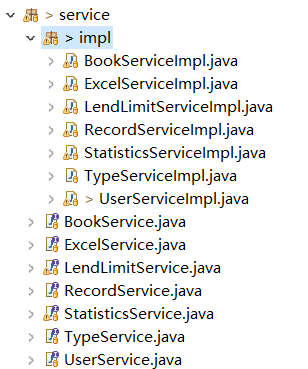 > service
> impl
BookServiceImpl.java
ExcelServiceImpl.java
LendLimitServiceImpl.java
RecordServiceImpl.java
StatisticsServiceImpl.java
TypeServiceImpl.java
> UserServiceImpl.java
BookService.java
ExcelService.java
LendLimitService.java
RecordService.java
StatisticsService.java
TypeService.java
UserService.java